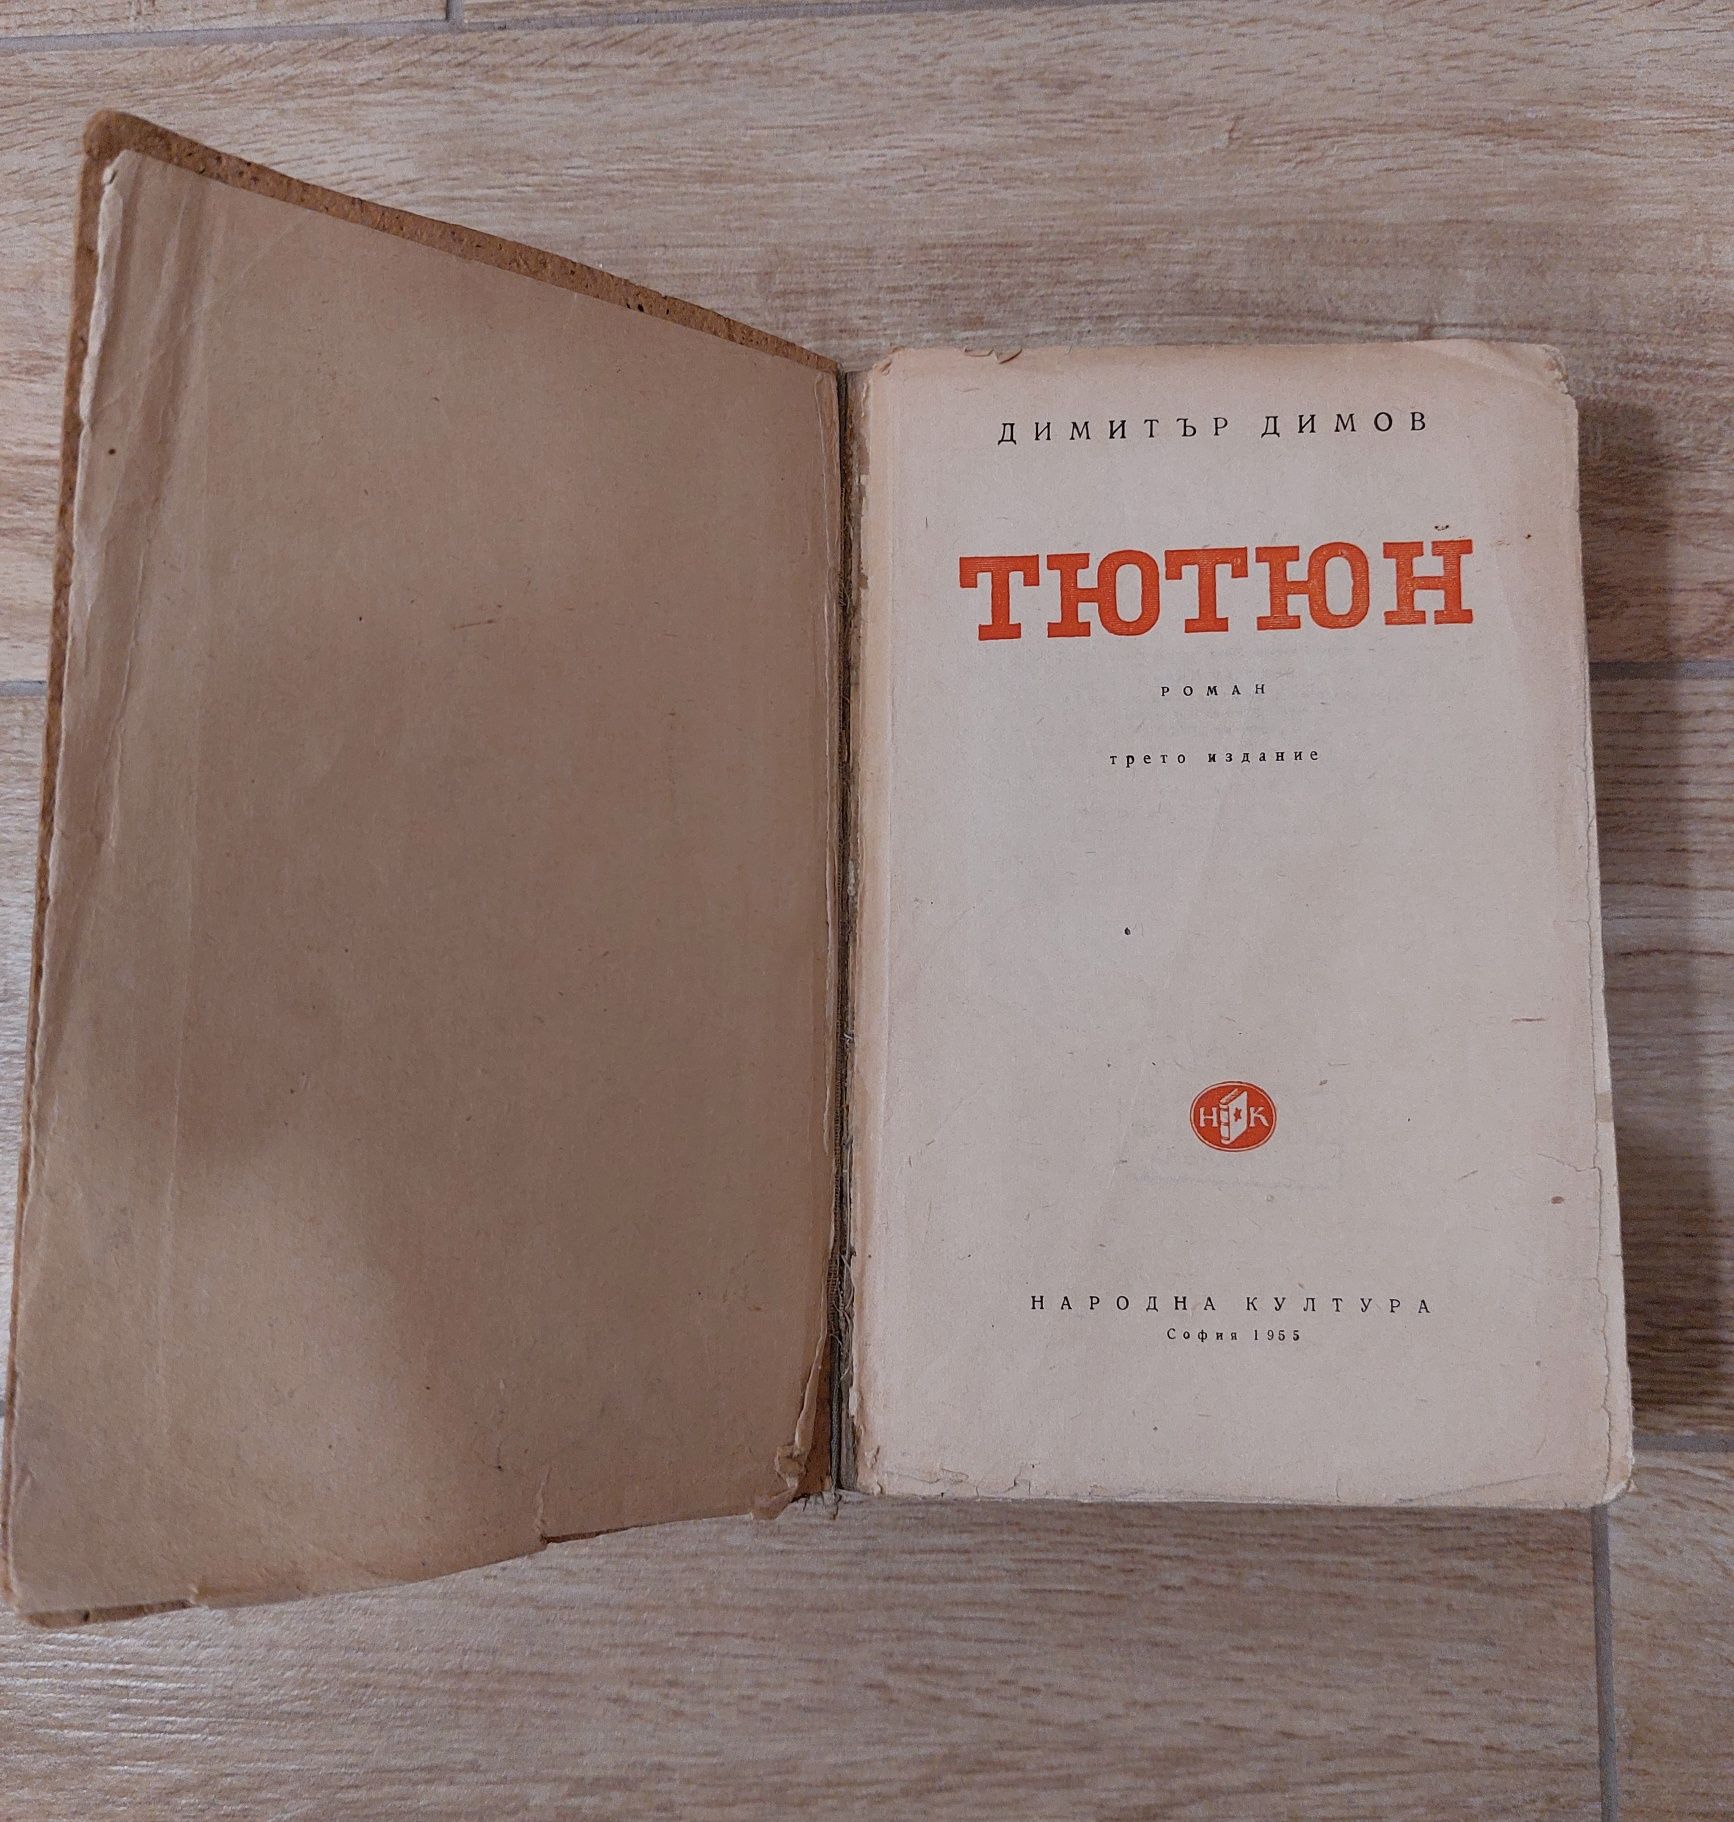 ДИМИТЪР ДИМОВ
ТЮТЮН
РОМАН
трето издание
НК
НАРОДНА КУЛТУРА
София 1955